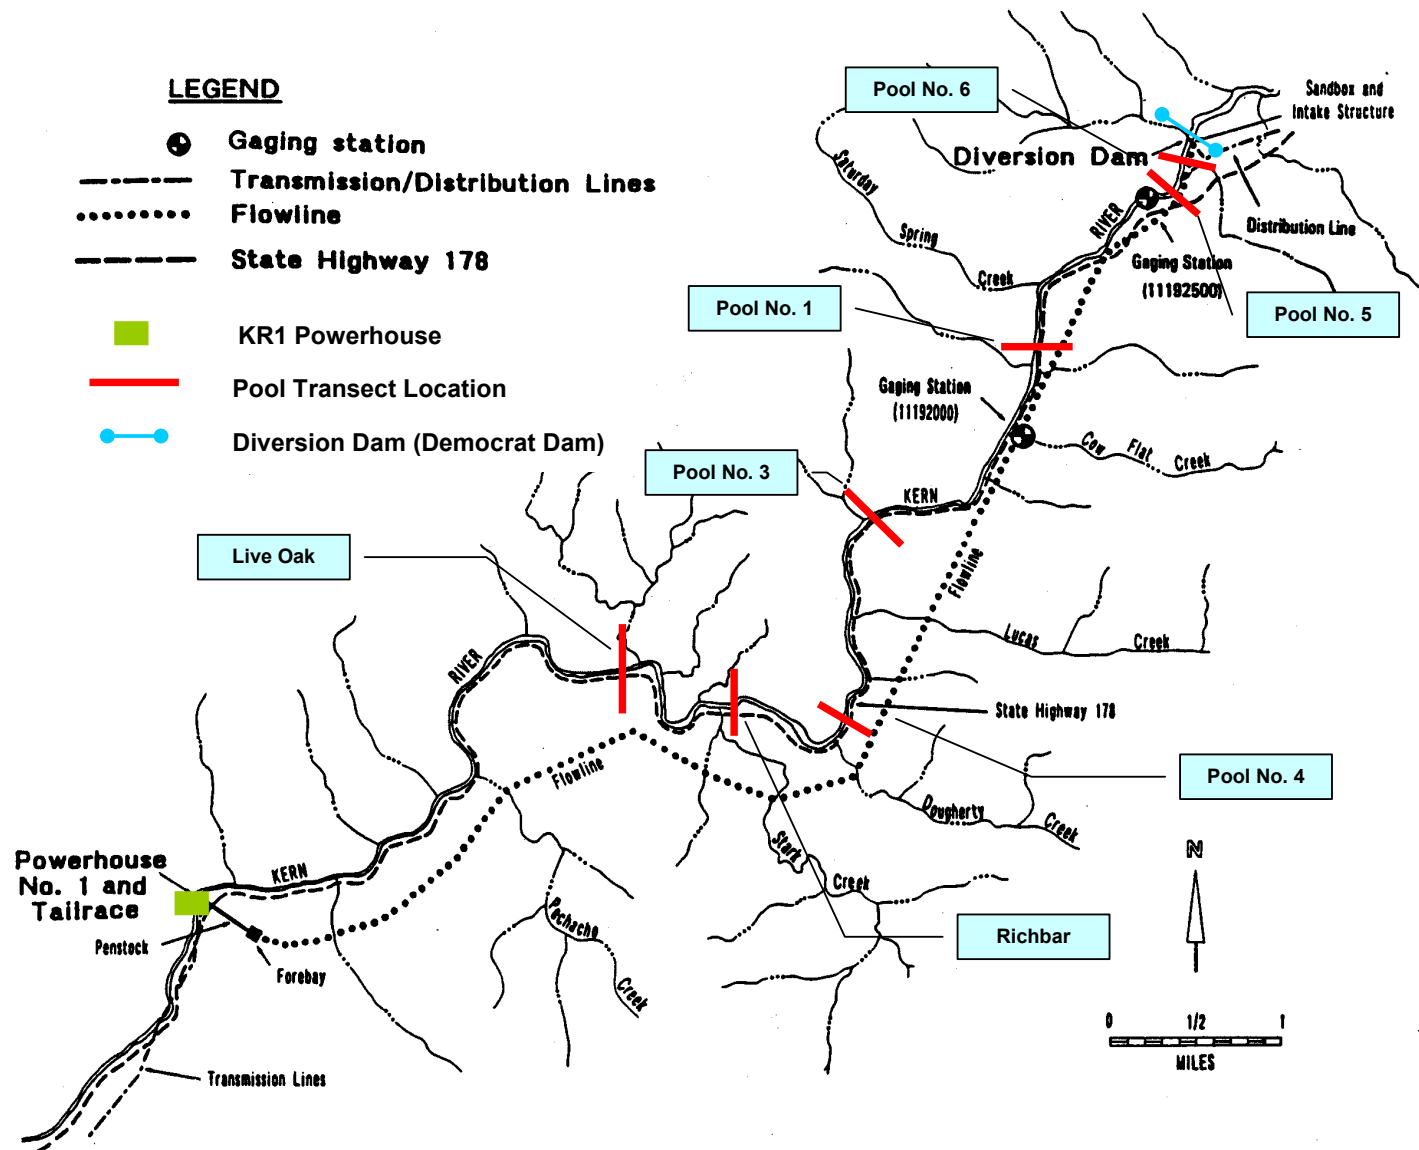 LEGEND
Gaging station
Transmission/Distribution Lines
Flowline
State Highway 178
KR1 Powerhouse
Pool Transect Location
Diversion Dam (Democrat Dam)
Pool No. 6
Sandbox and
Intake Structure
Diversion Dam
Saturday
Spring
Creek
RIVER
Distribution Line
Gaging Station
(11192500)
Pool No. 1
Pool No. 5
Gaging Station
(11192000)
Cow Flat Creek
Pool No. 3
KERN
Live Oak
Flowline
Lucas Creek
RIVER
State Highway 178
Flowline
Pool No. 4
Dougherty Creek
Stark
Creek
KERN
Powerhouse
No. 1 and
Tailrace
Penstock
Forebay
Pechacho
Creek
Richbar
N
0 1/2 1
MILES
Transmission Lines